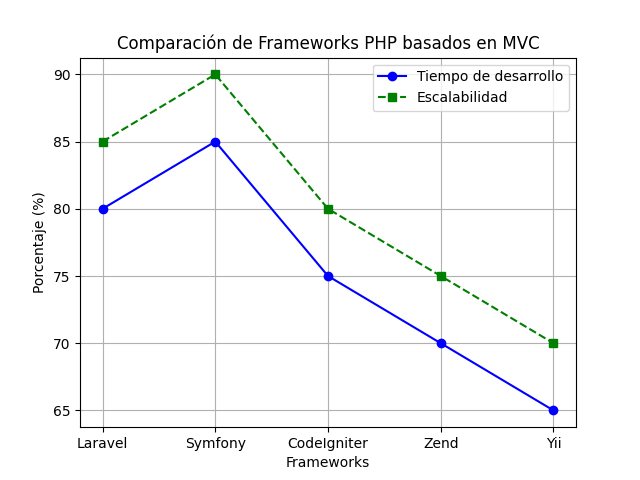 Comparación de Frameworks PHP basados en MVC
Tiempo de desarrollo
Escalabilidad
Porcentaje (%)
90
85
80
75
70
65
Laravel
Symfony
CodeIgniter
Zend
Yii
Frameworks